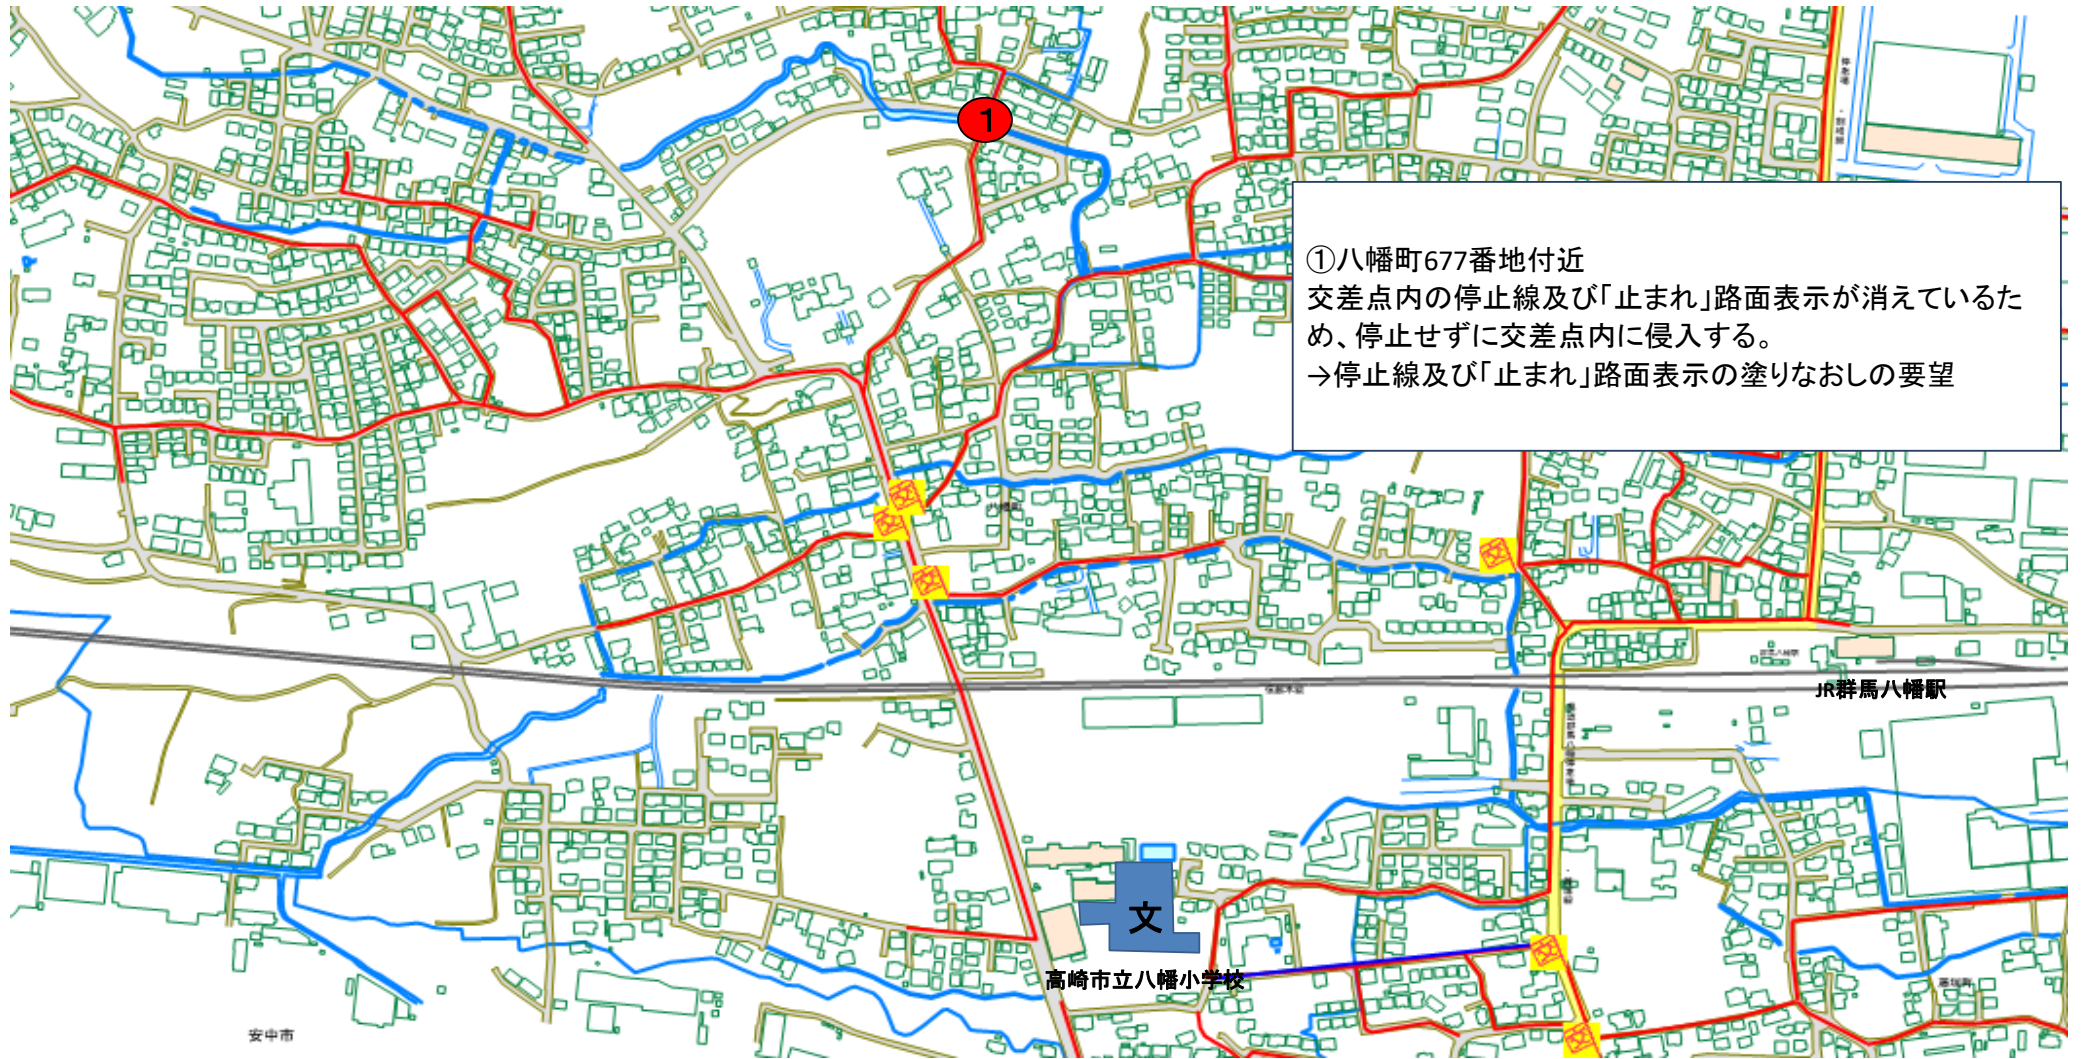 1
①八幡町677番地付近
交差点内の停止線及び「止まれ」路面表示が消えているた
め、停止せずに交差点内に侵入する。
→停止線及び「止まれ」路面表示の塗りなおしの要望
八幡町
JR群馬八幡駅
文
高崎市立八幡小学校
安中市